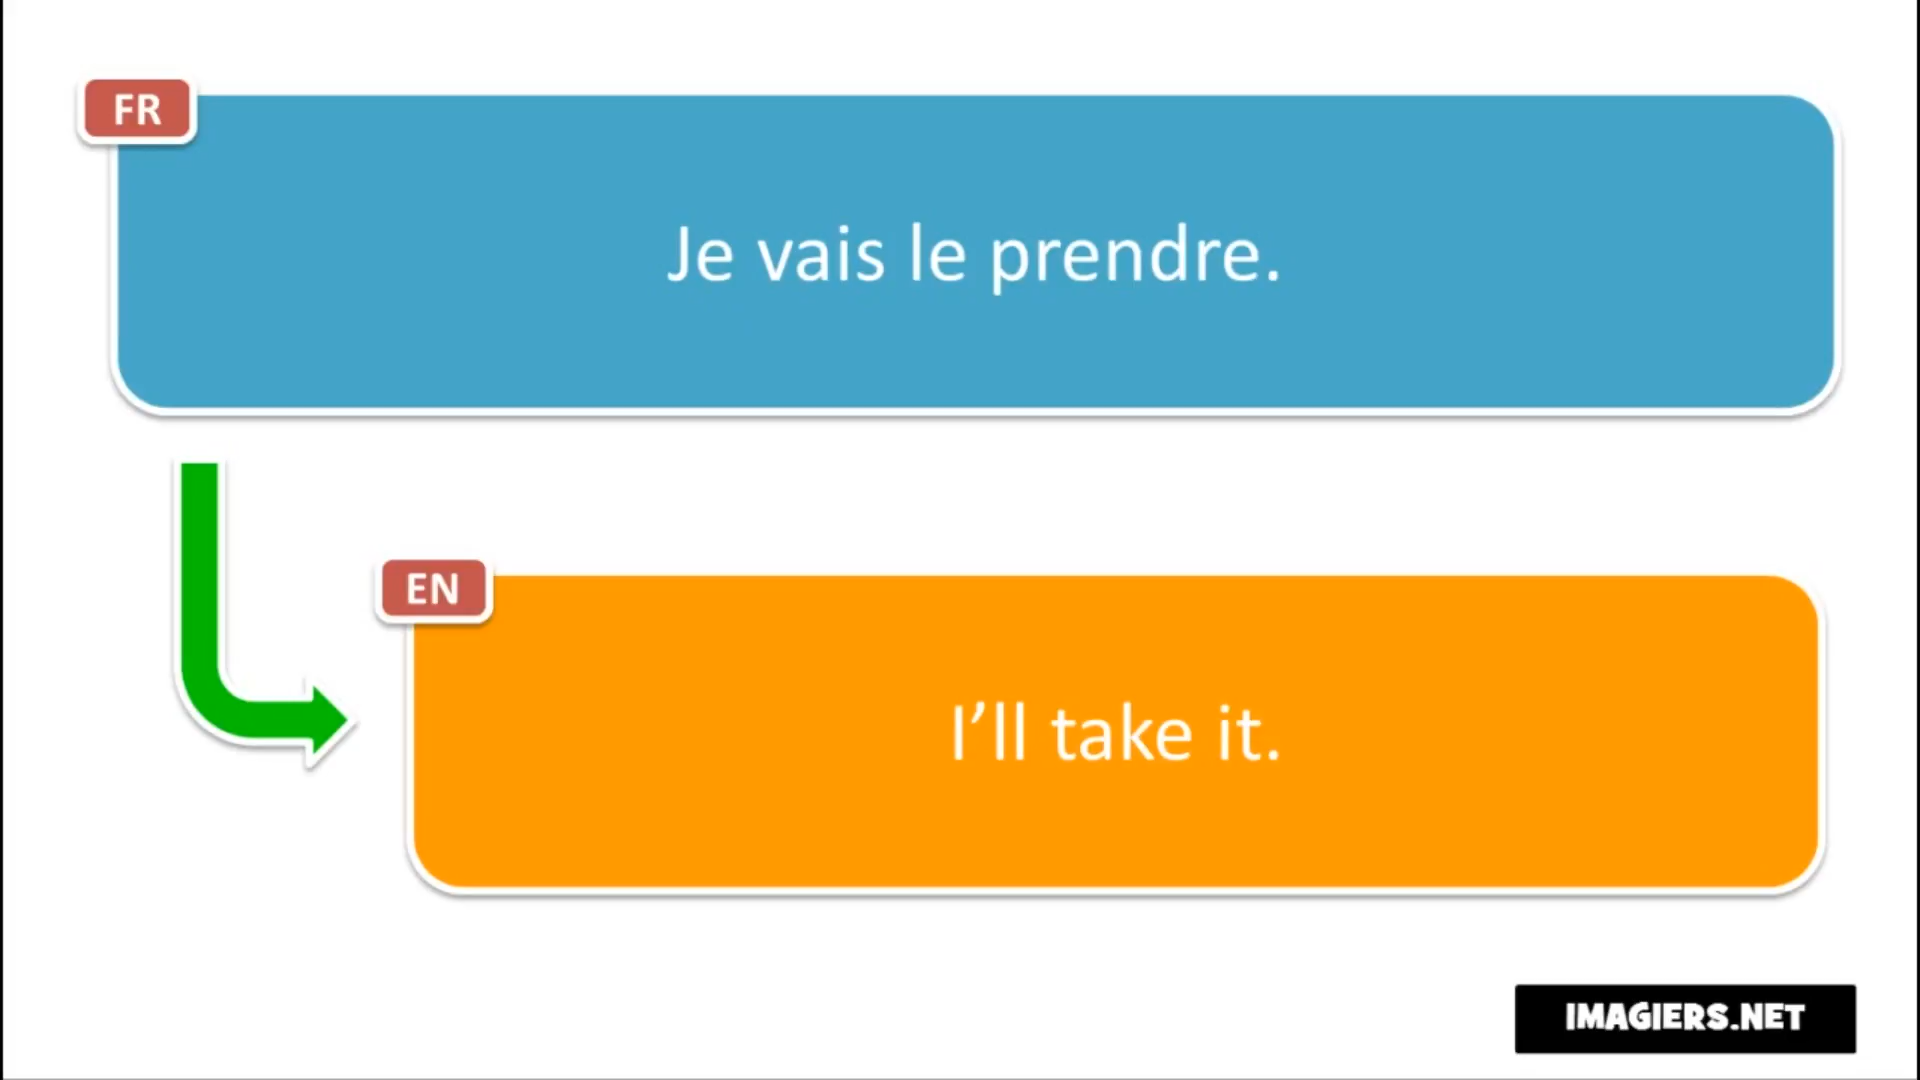 FR
Je vais le prendre.
EN
I’ll take it.
IMAGIERS.NET